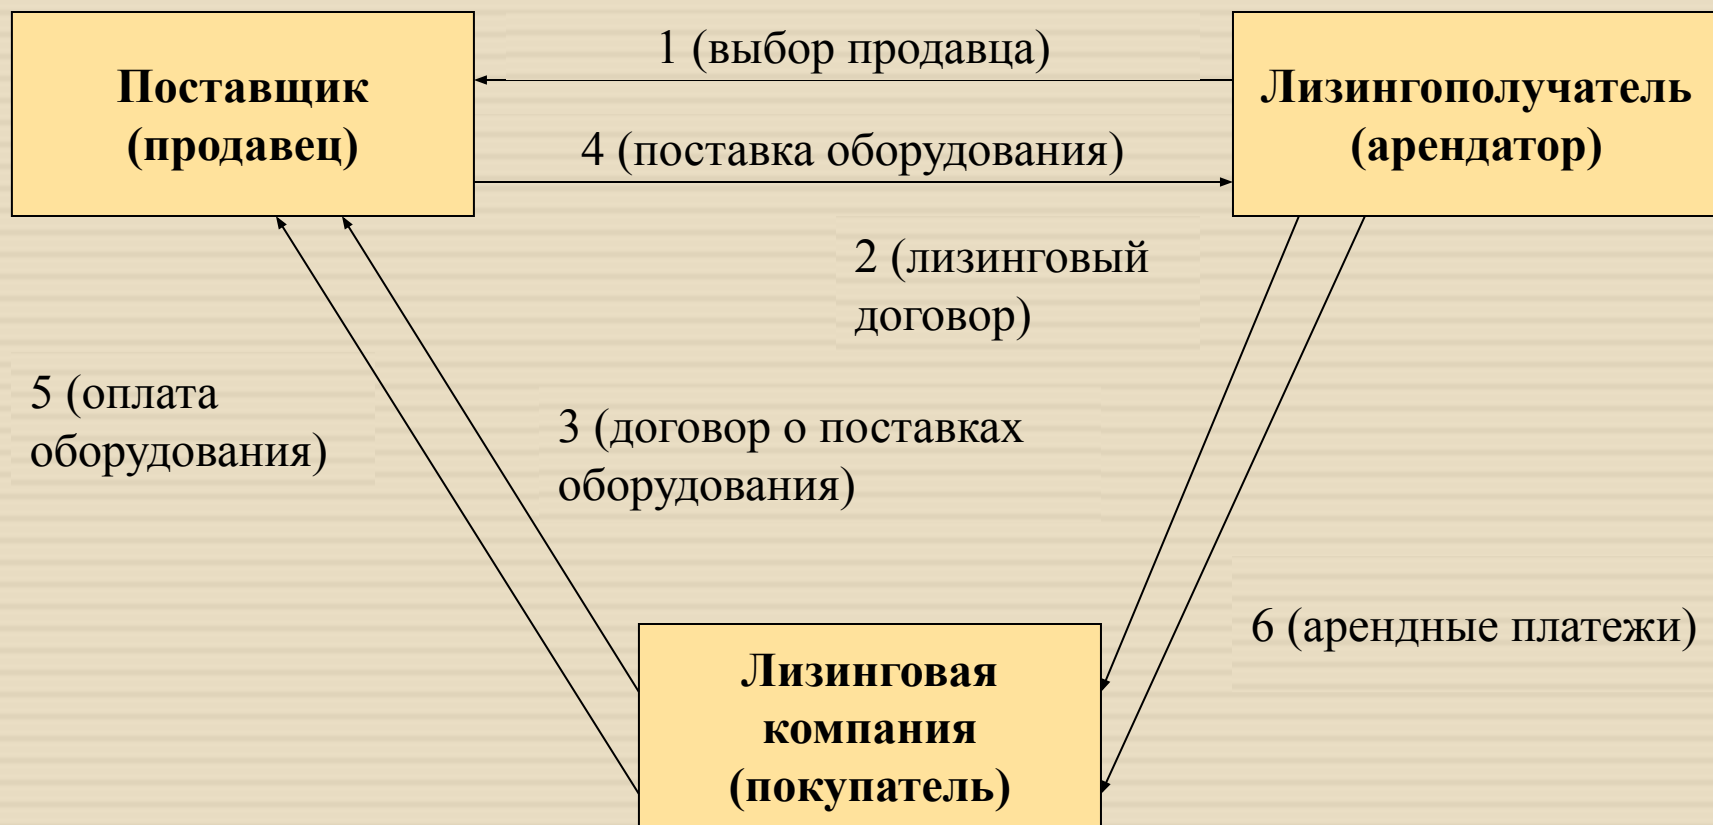 1 (выбор продавца)
Поставщик
(продавец)
Лизингополучатель
(арендатор)
4 (поставка оборудования)
2 (лизинговый
договор)
5 (оплата
оборудования)
3 (договор о поставках
оборудования)
6 (арендные платежи)
Лизинговая
компания
(покупатель)